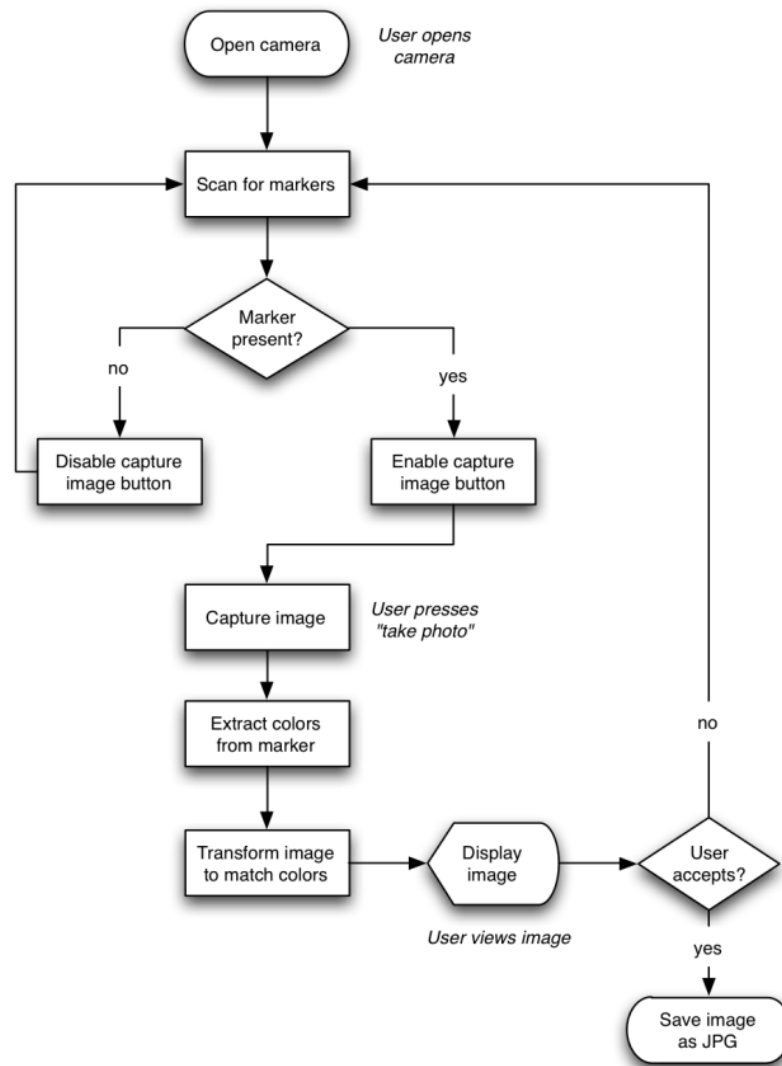 Open camera
User opens
camera
Scan for markers
Marker
present?
no
yes
Disable capture
image button
Enable capture
image button
Capture image
User presses
"take photo"
Extract colors
from marker
no
Transform image
to match colors
Display
image
User
accepts?
User views image
yes
Save image
as JPG